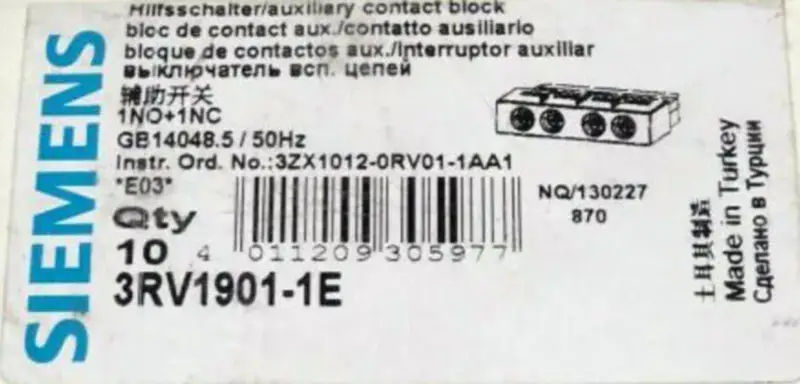 SIEMENS
Hilfsschalter/auxiliary contact block
bloc de contact aux./contatto ausiliario
bloque de contactos aux./interruptor auxiliar
выключатель всп. цепей
辅助开关
1NO+1NC
GB14048.5 / 50Hz
Instr. Ord. No.:3ZX1012-0RV01-1AA1
*E03*
Qty
10
4 011209 305977
3RV1901-1E
NQ/130227
870
土耳其制造
Made in Turkey
Сделано в Турции